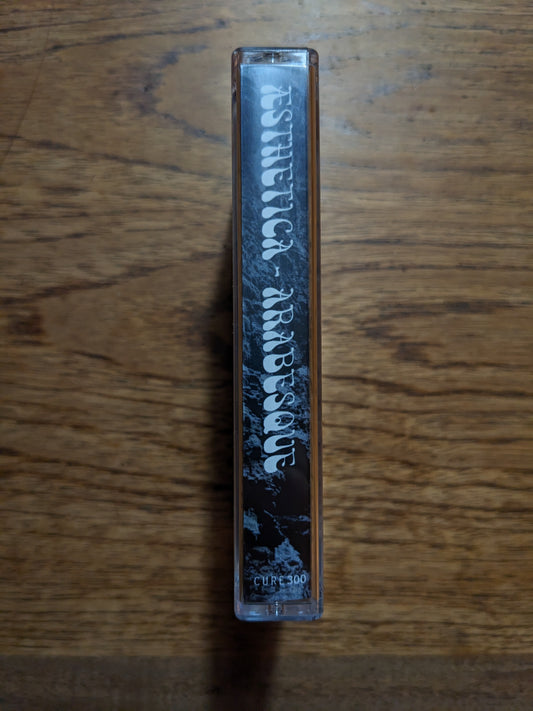 ÆSTHETICA - ARABESQUE
CURE300